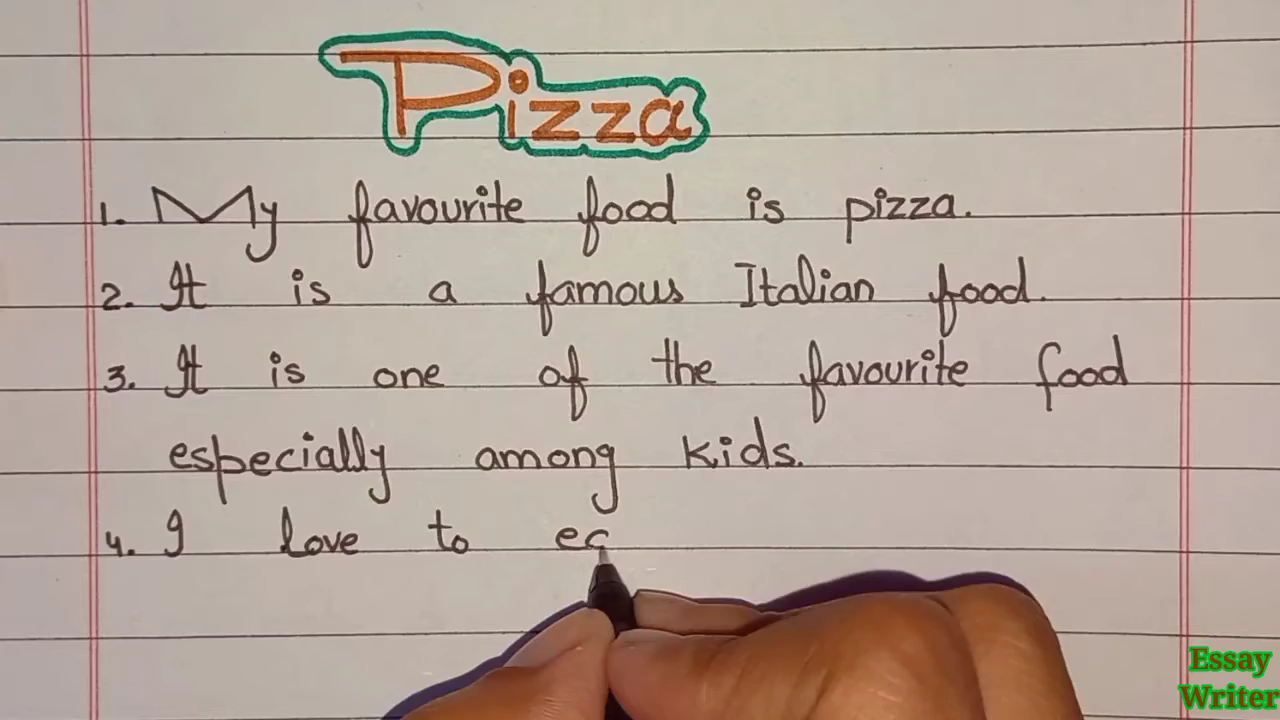 Pizza
1. My favourite food is pizza.
2. It is a famous Italian food.
3. It is one of the favourite food
especially among kids.
4. I love to ea
Essay
Writer